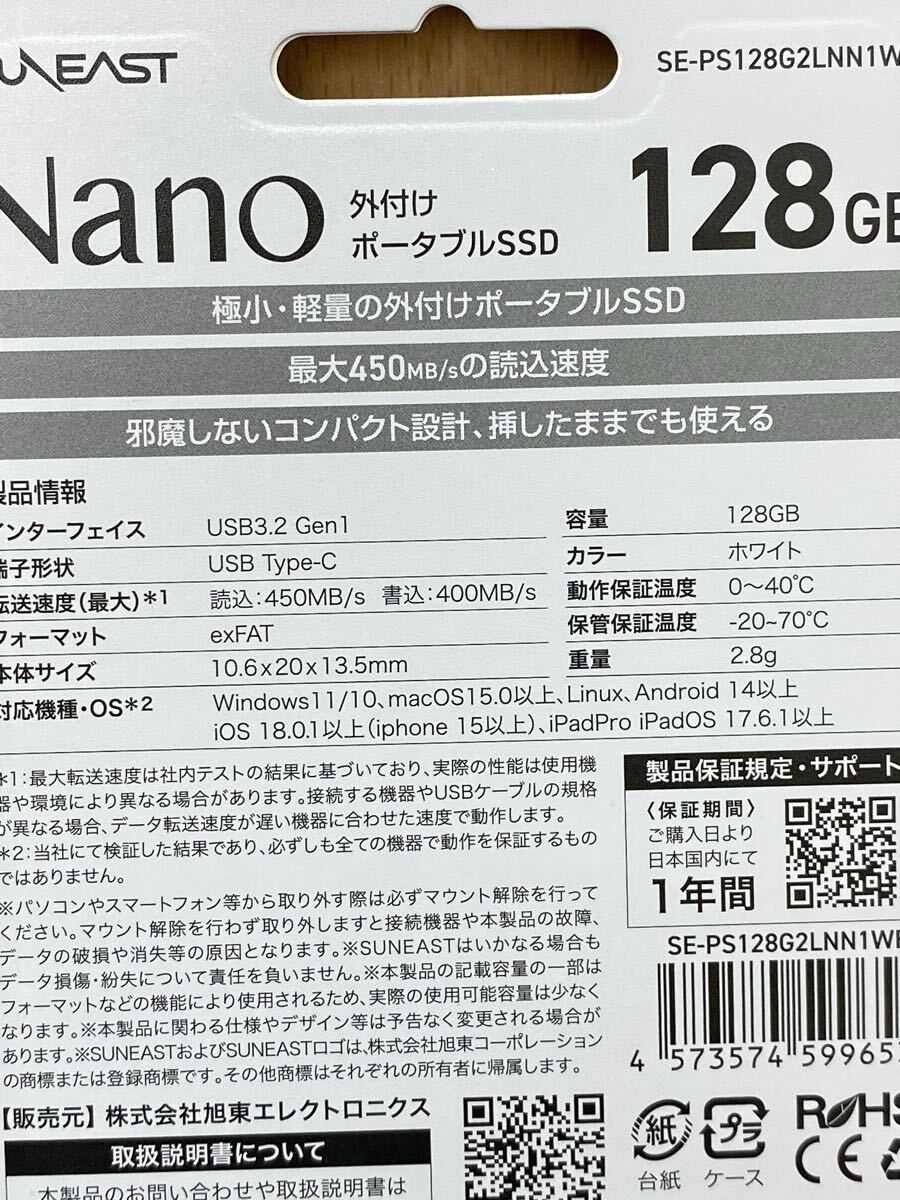 SUNEAST
SE-PS128G2LNN1W
Nano
外付け
ポータブルSSD
128GB
極小・軽量の外付けポータブルSSD
最大450MB/sの読込速度
邪魔しないコンパクト設計、挿したままでも使える
製品情報
インターフェイス USB3.2 Gen1
端子形状 USB Type-C
転送速度(最大)*1 読込:450MB/s 書込:400MB/s
フォーマット exFAT
本体サイズ 10.6x20x13.5mm
対応機種・OS*2 Windows11/10、macOS15.0以上、Linux、Android 14以上
iOS 18.0.1以上(iphone 15以上)、iPadPro iPadOS 17.6.1以上
容量 128GB
カラー ホワイト
動作保証温度 0〜40℃
保管保証温度 -20~70℃
重量 2.8g
*1:最大転送速度は社内テストの結果に基づいており、実際の性能は使用機
器や環境により異なる場合があります。接続する機器やUSBケーブルの規格
が異なる場合、データ転送速度が遅い機器に合わせた速度で動作します。
*2:当社にて検証した結果であり、必ずしも全ての機器で動作を保証するもの
ではありません。
※パソコンやスマートフォン等から取り外す際は必ずマウント解除を行って
ください。マウント解除を行わず取り外しますと接続機器や本製品の故障、
データの破損や消失等の原因となります。※SUNEASTはいかなる場合も
データ損傷・紛失について責任を負いません。※本製品の記載容量の一部は
フォーマットなどの機能により使用されるため、実際の使用可能容量は少なく
なります。※本製品に関わる仕様やデザイン等は予告なく変更される場合が
あります。※SUNEASTおよびSUNEASTロゴは、株式会社旭東コーポレーション
の商標または登録商標です。その他商標はそれぞれの所有者に帰属します。
製品保証規定・サポート
〈保証期間〉
ご購入日より
日本国内にて
1年間
SE-PS128G2LNN1W
4 573574 599653
【販売元】株式会社旭東エレクトロニクス
取扱説明書について
本製品のお問い合わせや取扱説明書は
紙
台紙
プラ
ケース
RoHS
CE